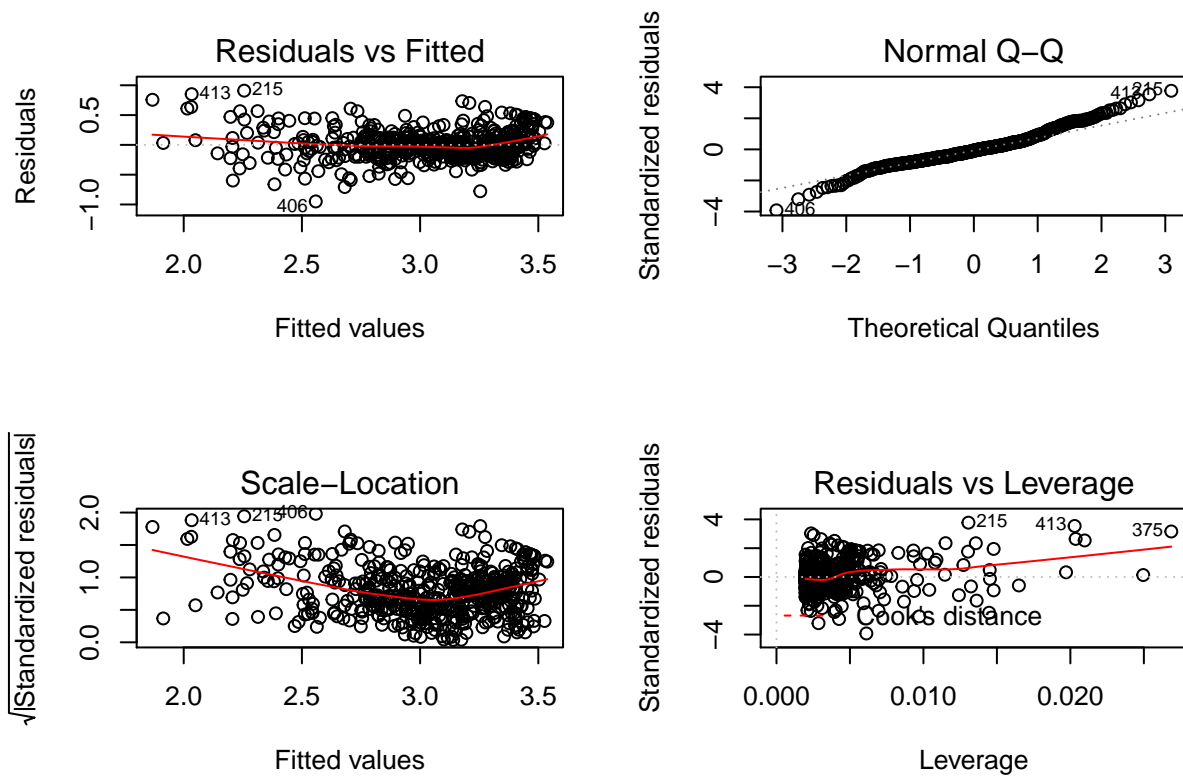 Residuals vs Fitted
Residuals
−1.0 0.5
413
215
406
2.0 2.5 3.0 3.5
Fitted values
Normal Q−Q
Standardized residuals
−4 0 4
413
215
406
−3 −2 −1 0 1 2 3
Theoretical Quantiles
Scale−Location
√|Standardized residuals|
0.0 1.0 2.0
413
215
406
2.0 2.5 3.0 3.5
Fitted values
Residuals vs Leverage
Standardized residuals
−4 0 4
215
413
375
Cook's distance
0.000 0.010 0.020
Leverage